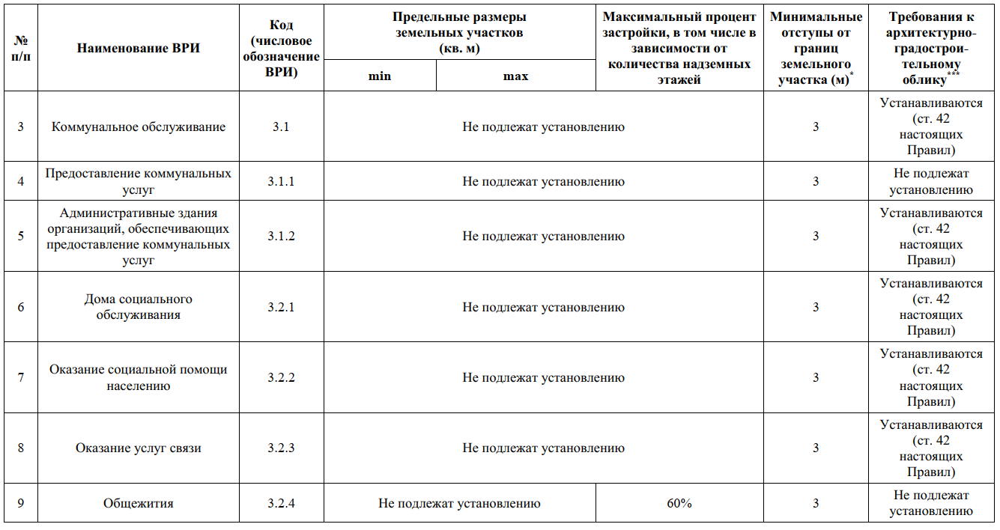 №
п/п
Наименование ВРИ
Код
(числовое
обозначение
ВРИ)
Предельные размеры
земельных участков
(кв. м)
min
max
Максимальный процент
застройки, в том числе в
зависимости от
количества надземных
этажей
Минимальные
отступы от
границ
земельного
участка (м)*
Требования к
архитектурно-
градострои-
тельному
облику***
3
Коммунальное обслуживание
3.1
Не подлежат установлению
3
Устанавливаются
(ст. 42
настоящих
Правил)
4
Предоставление коммунальных
услуг
3.1.1
Не подлежат установлению
3
Не подлежат
установлению
5
Административные здания
организаций, обеспечивающих
предоставление коммунальных
услуг
3.1.2
Не подлежат установлению
3
Устанавливаются
(ст. 42
настоящих
Правил)
6
Дома социального
обслуживания
3.2.1
Не подлежат установлению
3
Устанавливаются
(ст. 42
настоящих
Правил)
7
Оказание социальной помощи
населению
3.2.2
Не подлежат установлению
3
Устанавливаются
(ст. 42
настоящих
Правил)
8
Оказание услуг связи
3.2.3
Не подлежат установлению
3
Устанавливаются
(ст. 42
настоящих
Правил)
9
Общежития
3.2.4
Не подлежат установлению
60%
3
Не подлежат
установлению